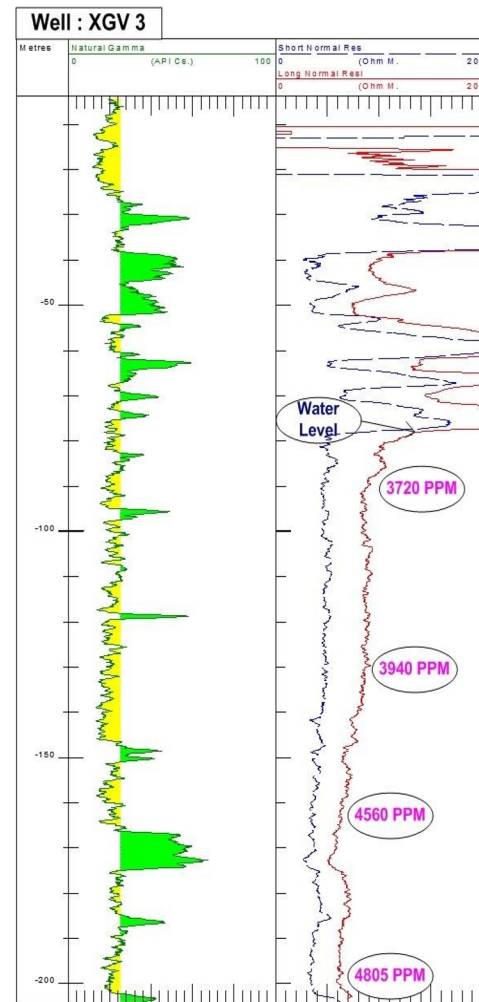 Well : XGV 3
Metres
Natural Gamma
0 (API Cs.) 100
Short Normal Res
0 (Ohm M. 20
Long Normal Resi
0 (Ohm M. 20
-50
Water
Level
3720 PPM
-100
3940 PPM
-150
4560 PPM
-200
4805 PPM